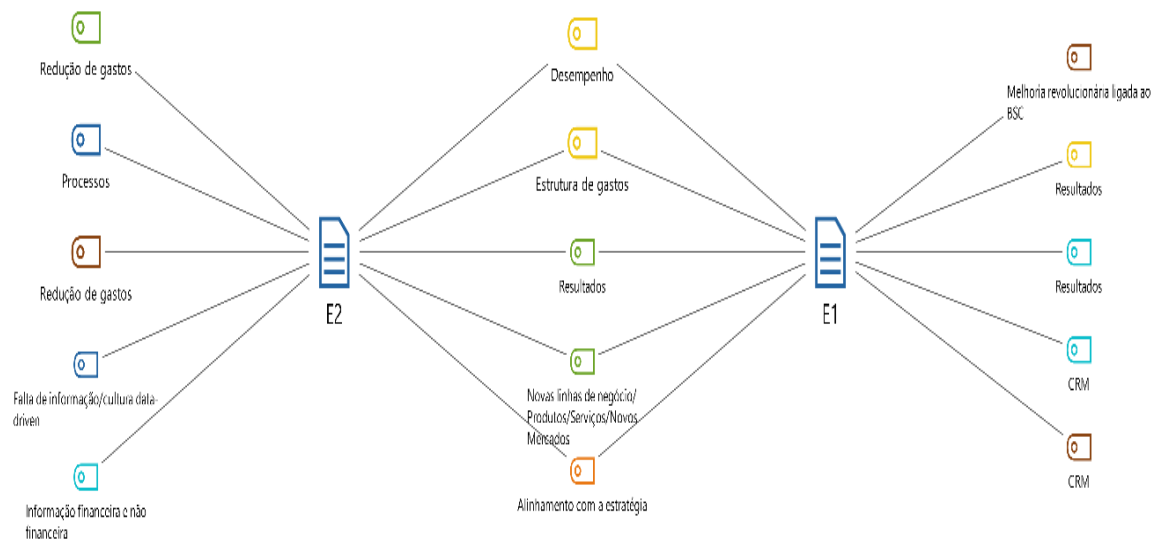 Redução de gastos
Processos
Redução de gastos
Falta de informação/cultura data-
driven
Informação financeira e não
financeira
E2
Desempenho
Estrutura de gastos
Resultados
Novas linhas de negócio/
Produtos/Serviços/Novos
Mercados
Alinhamento com a estratégia
E1
Melhoria revolucionária ligada ao
BSC
Resultados
Resultados
CRM
CRM